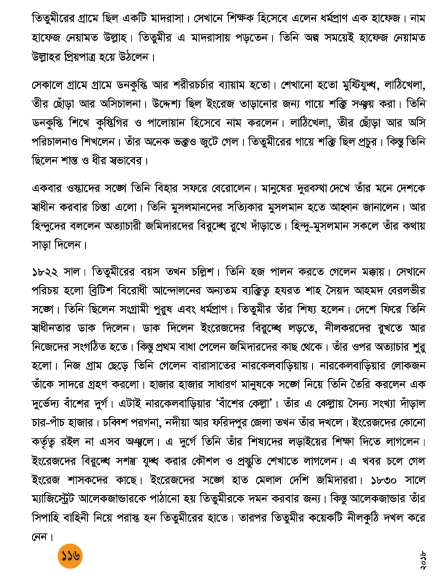 তিতুমীরের গ্রামে ছিল একটি মাদরাসা। সেখানে শিক্ষক হিসেবে এলেন ধর্মপ্রাণ এক হাফেজ। নাম
হাফেজ নেয়ামত উল্লাহ। তিতুমীর এ মাদরাসায় পড়তেন। তিনি অল্প সময়েই হাফেজ নেয়ামত
উল্লাহর প্রিয়পাত্র হয়ে উঠলেন।
সেকালে গ্রামে গ্রামে ডনকুস্তি আর শরীরচর্চার ব্যায়াম হতো। শেখানো হতো মুষ্টিযুদ্ধ, লাঠিখেলা,
তীর ছোঁড়া আর অসিচালনা। উদ্দেশ্য ছিল ইংরেজ তাড়ানোর জন্য গায়ে শক্তি সঞ্চয় করা। তিনি
ডনকুস্তি শিখে কুস্তিগির ও পালোয়ান হিসেবে নাম করলেন। লাঠিখেলা, তীর ছোঁড়া আর অসি
পরিচালনাও শিখলেন। তাঁর অনেক ভক্তও জুটে গেল। তিতুমীরের গায়ে শক্তি ছিল প্রচুর। কিন্তু তিনি
ছিলেন শান্ত ও ধীর স্বভাবের।
একবার ওস্তাদের সঙ্গে তিনি বিহার সফরে বেরোলেন। মানুষের দুরবস্থা দেখে তাঁর মনে দেশকে
স্বাধীন করবার চিন্তা এলো। তিনি মুসলমানদের সত্যিকার মুসলমান হতে আহ্বান জানালেন। আর
হিন্দুদের বললেন অত্যাচারী জমিদারদের বিরুদ্ধে রুখে দাঁড়াতে। হিন্দু-মুসলমান সকলে তাঁর কথায়
সাড়া দিলেন।
১৮২২ সাল। তিতুমীরের বয়স তখন চল্লিশ। তিনি হজ পালন করতে গেলেন মক্কায়। সেখানে
পরিচয় হলো ব্রিটিশ বিরোধী আন্দোলনের অন্যতম ব্যক্তিত্ব হযরত শাহ সৈয়দ আহমদ বেরলভীর
সঙ্গে। তিনি ছিলেন সংগ্রামী পুরুষ এবং ধর্মপ্রাণ। তিতুমীর তাঁর শিষ্য হলেন। দেশে ফিরে তিনি
স্বাধীনতার ডাক দিলেন। ডাক দিলেন ইংরেজদের বিরুদ্ধে লড়তে, নীলকরদের রুখতে আর
নিজেদের সংগঠিত হতে। কিন্তু প্রথম বাধা পেলেন জমিদারদের কাছ থেকে। তাঁর ওপর অত্যাচার শুরু
হলো। নিজ গ্রাম ছেড়ে তিনি গেলেন বারাসাতের নারকেলবাড়িয়ায়। নারকেলবাড়িয়ার লোকজন
তাঁকে সাদরে গ্রহণ করলো। হাজার হাজার সাধারণ মানুষকে সঙ্গে নিয়ে তিনি তৈরি করলেন এক
দুর্ভেদ্য বাঁশের দুর্গ। এটাই নারকেলবাড়িয়ার ‘বাঁশের কেল্লা’। তাঁর এ কেল্লায় সৈন্য সংখ্যা দাঁড়াল
চার-পাঁচ হাজার। চব্বিশ পরগনা, নদীয়া আর ফরিদপুর জেলা তখন তাঁর দখলে। ইংরেজদের কোনো
কর্তৃত্ব রইল না এসব অঞ্চলে। এ দুর্গে তিনি তাঁর শিষ্যদের লড়াইয়ের শিক্ষা দিতে লাগলেন।
ইংরেজদের বিরুদ্ধে সশস্ত্র যুদ্ধ করার কৌশল ও প্রস্তুতি শেখাতে লাগলেন। এ খবর চলে গেল
ইংরেজ শাসকদের কাছে। ইংরেজদের সঙ্গে হাত মেলাল দেশি জমিদাররা। ১৮৩০ সালে
ম্যাজিস্ট্রেট আলেকজান্ডারকে পাঠানো হয় তিতুমীরকে দমন করবার জন্য। কিন্তু আলেকজান্ডার তাঁর
সিপাহি বাহিনী নিয়ে পরাস্ত হন তিতুমীরের হাতে। তারপর তিতুমীর কয়েকটি নীলকুঠি দখল করে
নেন।
১১৬
২০১৮